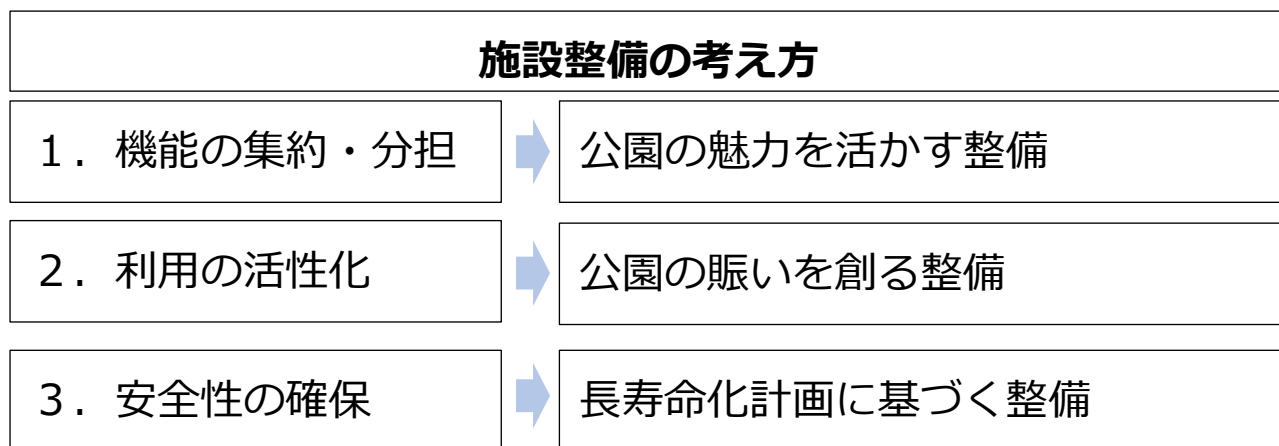 施設整備の考え方
１．機能の集約・分担
公園の魅力を活かす整備
２．利用の活性化
公園の賑いを創る整備
３．安全性の確保
長寿命化計画に基づく整備